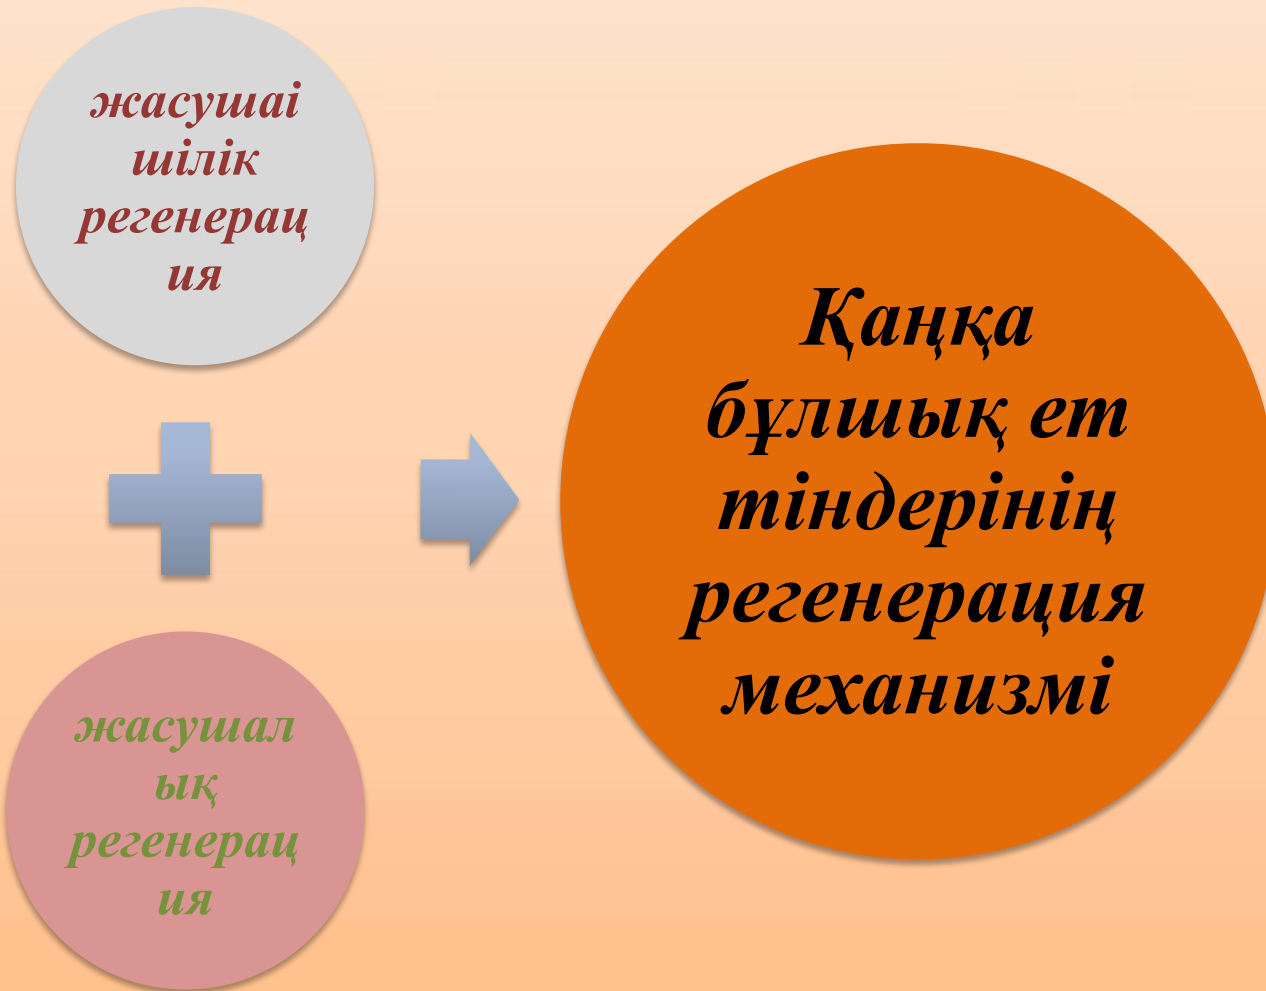 жасушаі
шілік
регенерац
ия
жасушал
ық
регенерац
ия
Қаңқа
бұлшық ет
тіндерінің
регенерация
механизмі